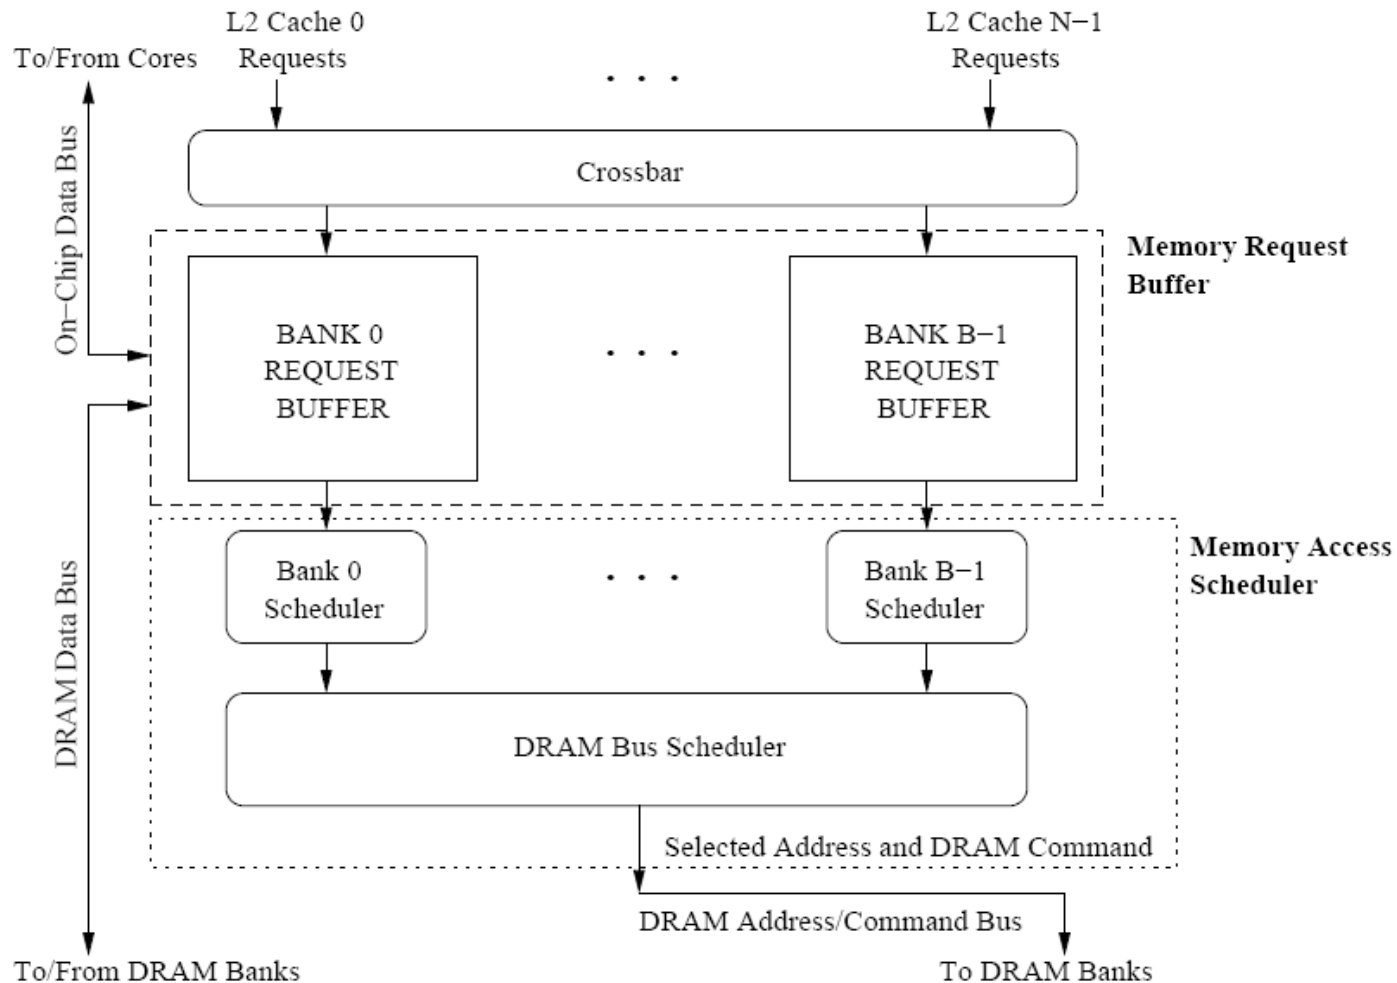 L2 Cache 0
Requests
L2 Cache N−1
Requests
To/From Cores
. . .
Crossbar
On−Chip Data Bus
Memory Request
Buffer
BANK 0
REQUEST
BUFFER
. . .
BANK B−1
REQUEST
BUFFER
Memory Access
Scheduler
Bank 0
Scheduler
. . .
Bank B−1
Scheduler
DRAM Data Bus
DRAM Bus Scheduler
Selected Address and DRAM Command
DRAM Address/Command Bus
To/From DRAM Banks
To DRAM Banks